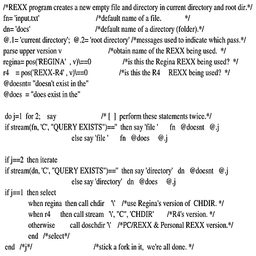 /*REXX program creates a new empty file and directory in current directory and root dir.*/
fn= 'input.txt' /*default name of a file. */
dn= 'docs' /*default name of a directory (folder).*/
@.1= 'current directory'; @.2= 'root directory' /*messages used to indicate which pass.*/
parse upper version v /*obtain name of the REXX being used. */
regina= pos('REGINA' , v)\==0 /*is this the Regina REXX being used? */
r4 = pos('REXX-R4' , v)\==0 /*is this the R4 REXX being used? */
@doesnt= "doesn't exist in the"
@does = "does exist in the"
do j=1 for 2; say /* [ ] perform these statements twice.*/
if stream(fn, 'C', "QUERY EXISTS")=='' then say 'file ' fn @doesnt @.j
else say 'file ' fn @does @.j
if j==2 then iterate
if stream(dn, 'C', "QUERY EXISTS")=='' then say 'directory' dn @doesnt @.j
else say 'directory' dn @does @.j
if j==1 then select
when regina then call chdir '\' /*use Regina's version of CHDIR. */
when r4 then call stream '\', "C", 'CHDIR' /*R4's version. */
otherwise call doschdir '\' /*PC/REXX & Personal REXX version.*/
end /*select*/
end /*j*/ /*stick a fork in it, we're all done. */